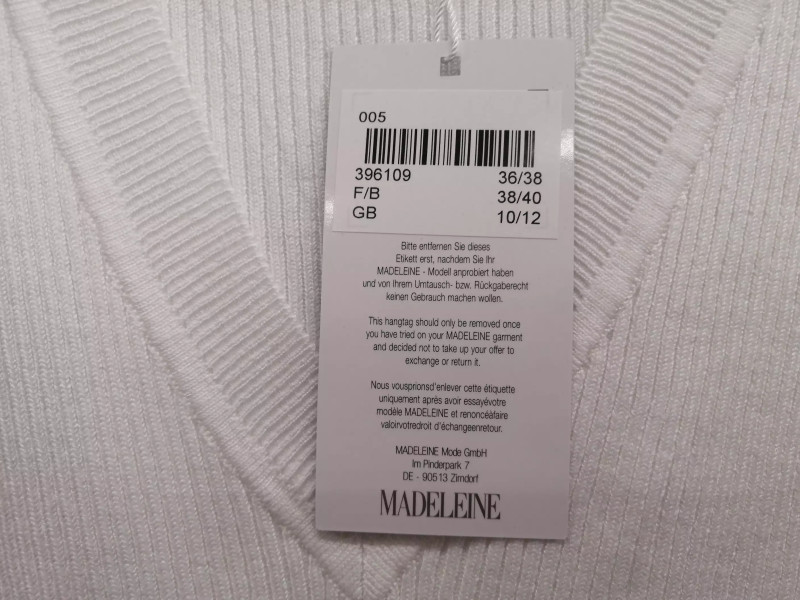 005
396109 36/38
F/B 38/40
GB 10/12
Bitte entfernen Sie dieses
Etikett erst, nachdem Sie Ihr
MADELEINE - Modell anprobiert haben
und von Ihrem Umtausch- bzw. Rückgaberecht
keinen Gebrauch machen wollen.
This hangtag should only be removed once
you have tried on your MADELEINE garment
and decided not to take up your offer to
exchange or return it.
Nous vousprionsd'enlever cette étiquette
uniquement après avoir essayévotre
modèle MADELEINE et renoncéàfaire
valoirvotredroit d'échangeenretour.
MADELEINE Mode GmbH
Im Pinderpark 7
DE - 90513 Zirndorf
MADELEINE